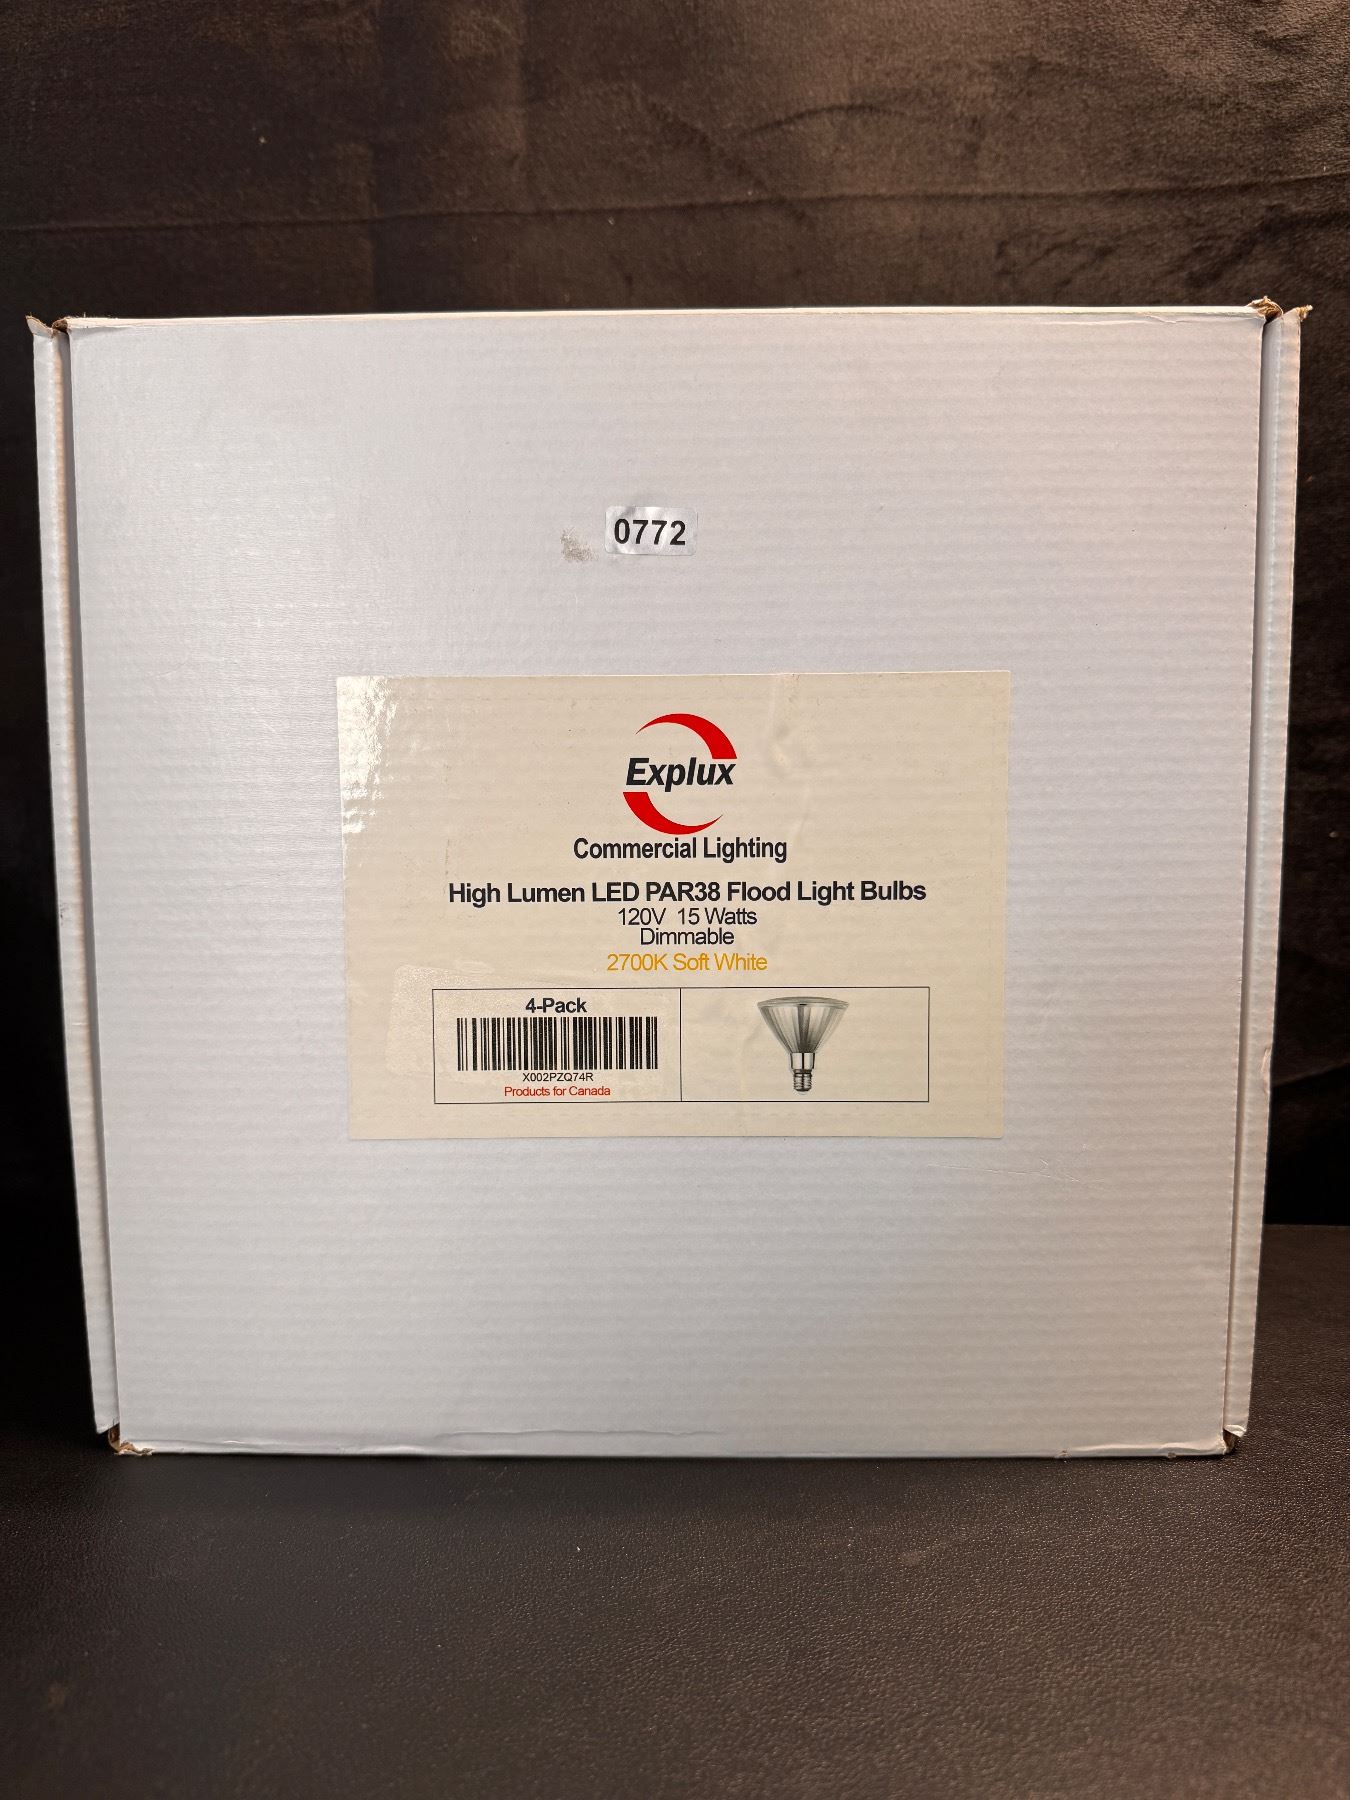 0772
Explux
Commercial Lighting
High Lumen LED PAR38 Flood Light Bulbs
120V 15 Watts
Dimmable
2700K Soft White
4-Pack
X002PZQ74R
Products for Canada